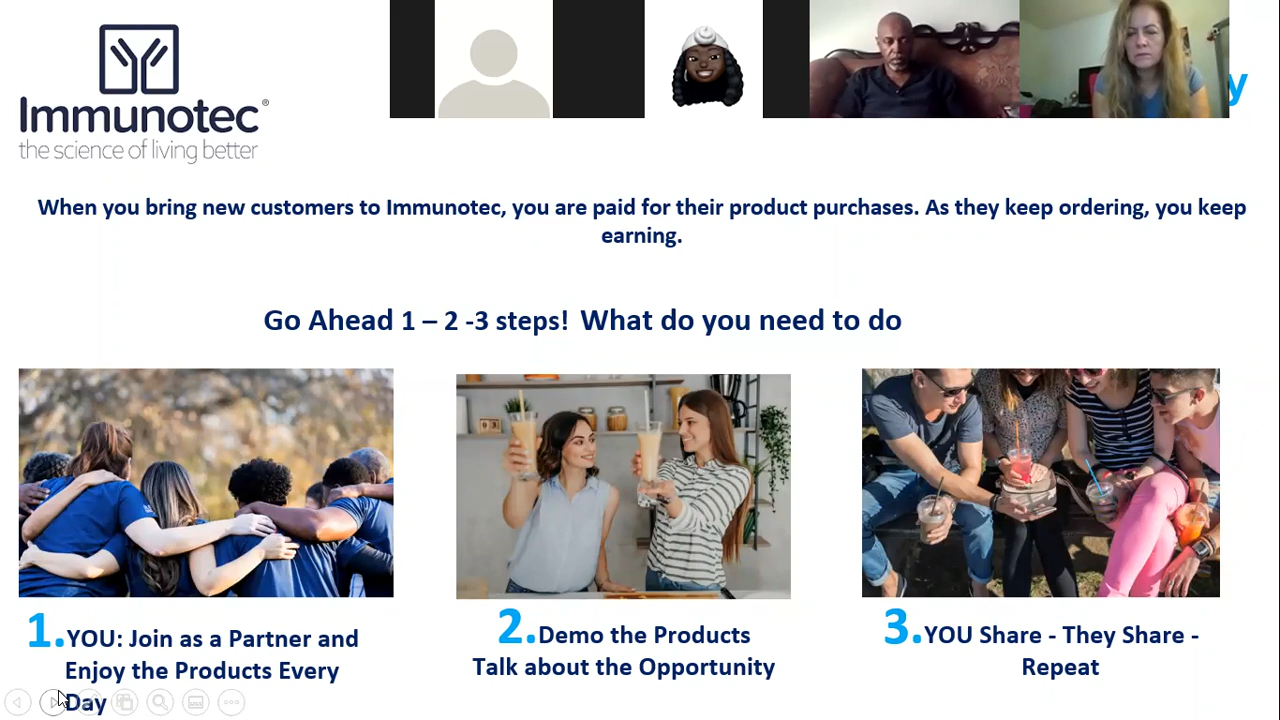 Immunotec®
the science of living better
y
When you bring new customers to Immunotec, you are paid for their product purchases. As they keep ordering, you keep
earning.
Go Ahead 1 – 2 -3 steps! What do you need to do
1.YOU: Join as a Partner and
Enjoy the Products Every
Day
2.Demo the Products
Talk about the Opportunity
3.YOU Share - They Share -
Repeat